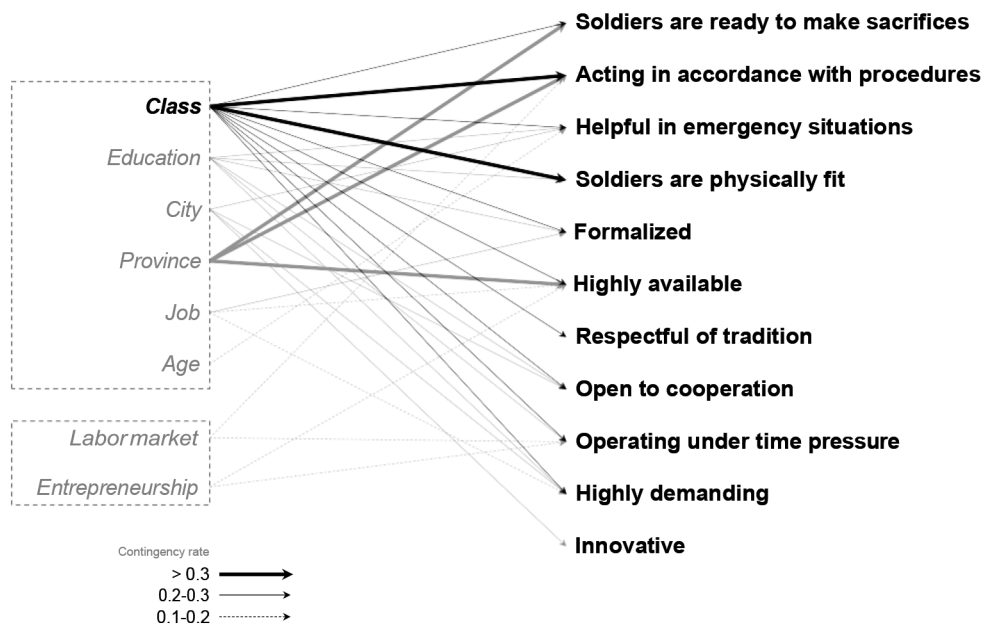 Soldiers are ready to make sacrifices
Acting in accordance with procedures
Class
Helpful in emergency situations
Education
Soldiers are physically fit
City
Formalized
Province
Highly available
Job
Respectful of tradition
Age
Open to cooperation
Labor market
Operating under time pressure
Entrepreneurship
Highly demanding
Innovative
Contingency rate
> 0.3
0.2-0.3
0.1-0.2